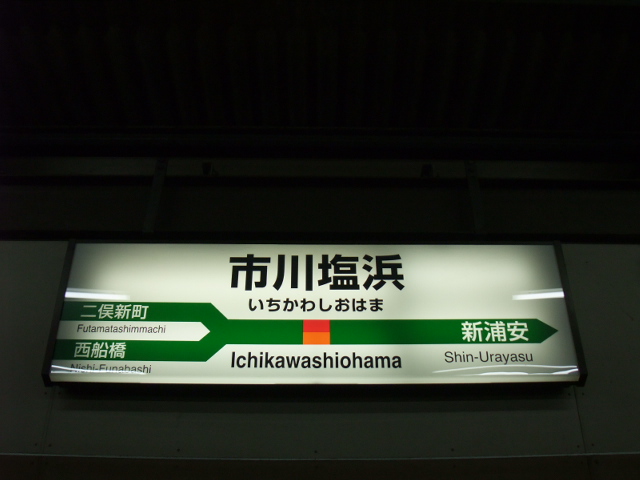 市川塩浜
いちかわしおはま
二俣新町
Futamatashimmachi
西船橋
Nishi-Funabashi
Ichikawashiohama
新浦安
Shin-Urayasu